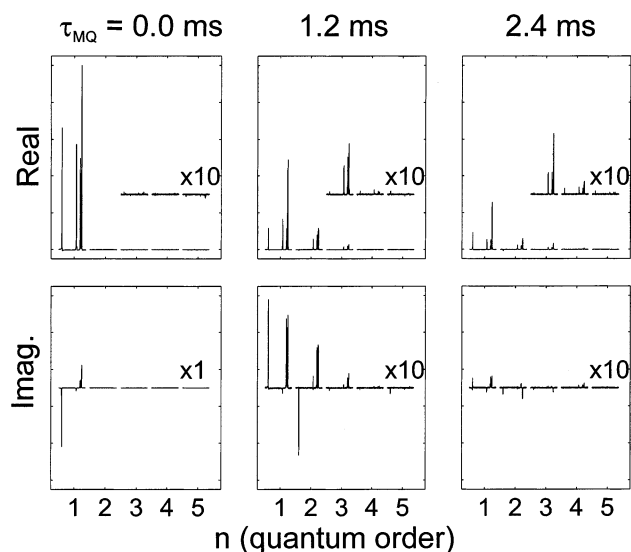 τMQ = 0.0 ms 1.2 ms 2.4 ms
Real
x10 x10 x10
Imag.
x1 x10 x10
1 2 3 4 5 1 2 3 4 5 1 2 3 4 5
n (quantum order)